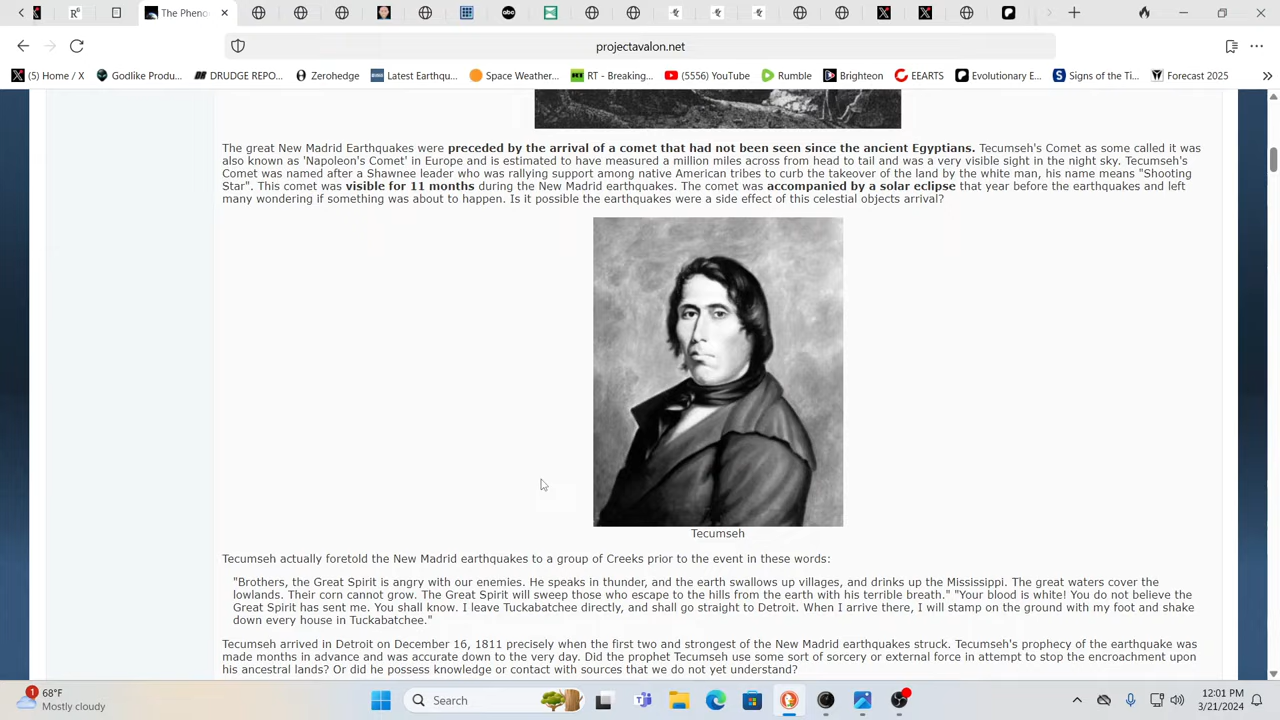 The Pheno
projectavalon.net
(5) Home / X
Godlike Produ...
DRUDGE REPO...
Zerohedge
Latest Earthqu...
Space Weather...
RT - Breaking...
(5556) YouTube
Rumble
Brighteon
EEARTS
Evolutionary E...
Signs of the Ti...
Forecast 2025
The great New Madrid Earthquakes were preceded by the arrival of a comet that had not been seen since the ancient Egyptians. Tecumseh's Comet as some called it was
also known as 'Napoleon's Comet' in Europe and is estimated to have measured a million miles across from head to tail and was a very visible sight in the night sky. Tecumseh's
Comet was named after a Shawnee leader who was rallying support among native American tribes to curb the takeover of the land by the white man, his name means "Shooting
Star". This comet was visible for 11 months during the New Madrid earthquakes. The comet was accompanied by a solar eclipse that year before the earthquakes and left
many wondering if something was about to happen. Is it possible the earthquakes were a side effect of this celestial objects arrival?
Tecumseh
Tecumseh actually foretold the New Madrid earthquakes to a group of Creeks prior to the event in these words:
"Brothers, the Great Spirit is angry with our enemies. He speaks in thunder, and the earth swallows up villages, and drinks up the Mississippi. The great waters cover the
lowlands. Their corn cannot grow. The Great Spirit will sweep those who escape to the hills from the earth with his terrible breath." "Your blood is white! You do not believe the
Great Spirit has sent me. You shall know. I leave Tuckabatchee directly, and shall go straight to Detroit. When I arrive there, I will stamp on the ground with my foot and shake
down every house in Tuckabatchee."
Tecumseh arrived in Detroit on December 16, 1811 precisely when the first two and strongest of the New Madrid earthquakes struck. Tecumseh's prophecy of the earthquake was
made months in advance and was accurate down to the very day. Did the prophet Tecumseh use some sort of sorcery or external force in attempt to stop the encroachment upon
his ancestral lands? Or did he possess knowledge or contact with sources that we do not yet understand?
1
68°F
Mostly cloudy
Search
12:01 PM
3/21/2024